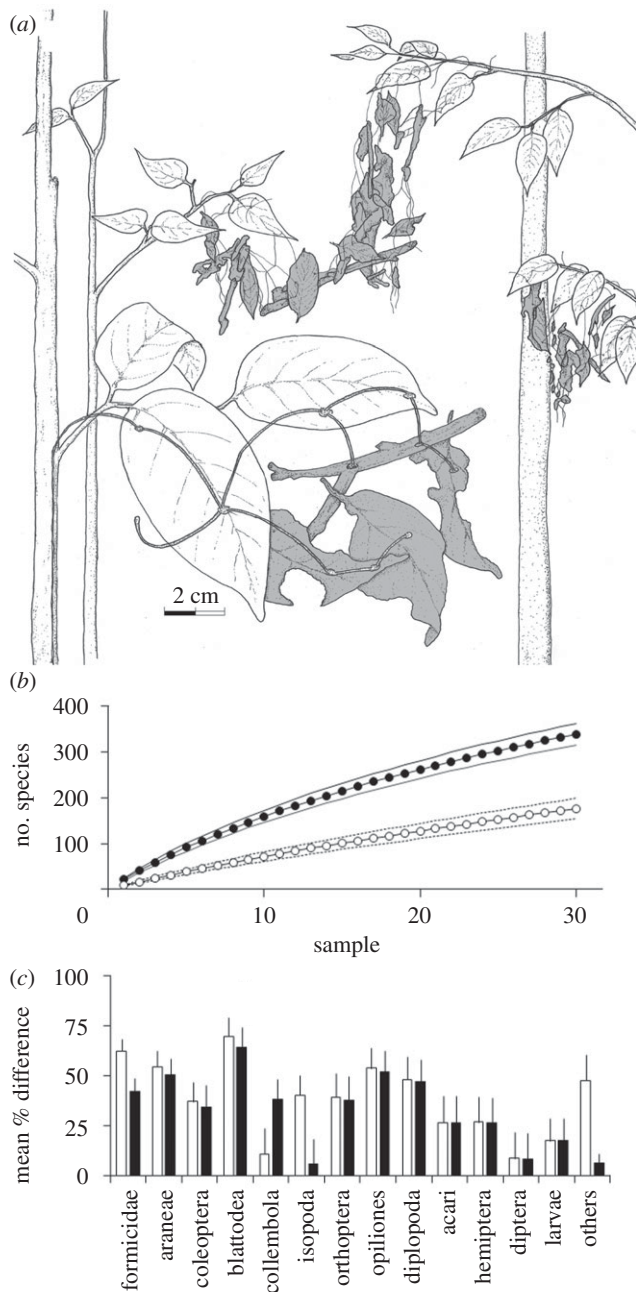 (a)
2 cm
(b)
400
300
200
100
0
no. species
10
20
30
sample
(c)
100
75
50
25
0
mean % difference
formicidae
araneae
coleoptera
blattodea
collembola
isopoda
orthoptera
opiliones
diplopoda
acari
hemiptera
diptera
larvae
others